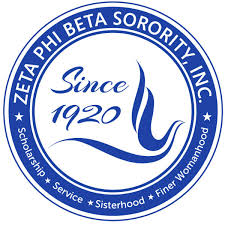 ZETA PHI BETA SORORITY, INC.
Since
1920
Scholarship ★ Service ★ Sisterhood ★ Finer Womanhood